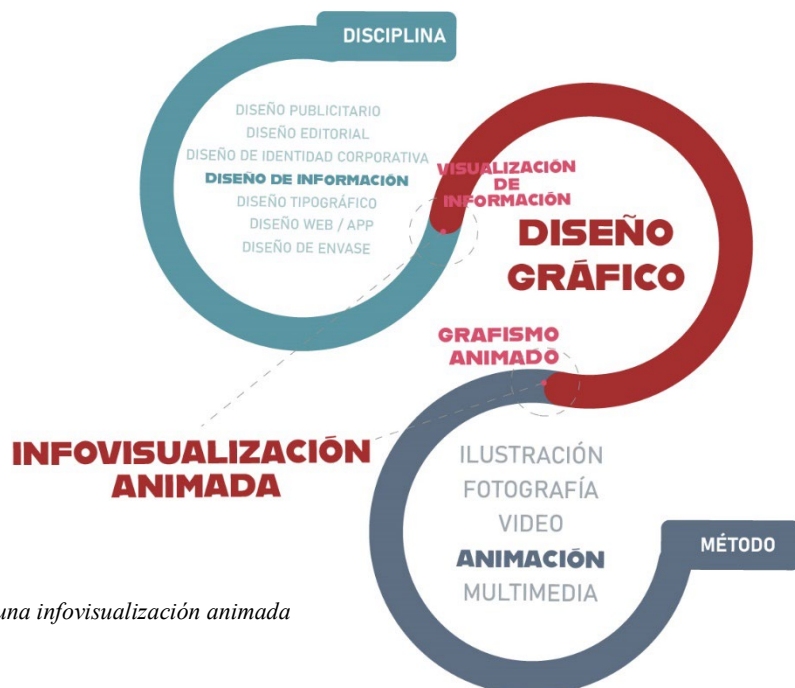 DISCIPLINA
DISEÑO PUBLICITARIO
DISEÑO EDITORIAL
DISEÑO DE IDENTIDAD CORPORATIVA
DISEÑO DE INFORMACIÓN
DISEÑO TIPOGRÁFICO
DISEÑO WEB / APP
DISEÑO DE ENVASE
VISUALIZACIÓN
DE
INFORMACIÓN
DISEÑO
GRÁFICO
GRAFISMO
ANIMADO
INFOVISUALIZACIÓN
ANIMADA
ILUSTRACIÓN
FOTOGRAFÍA
VIDEO
ANIMACIÓN
MULTIMEDIA
MÉTODO
una infovisualización animada